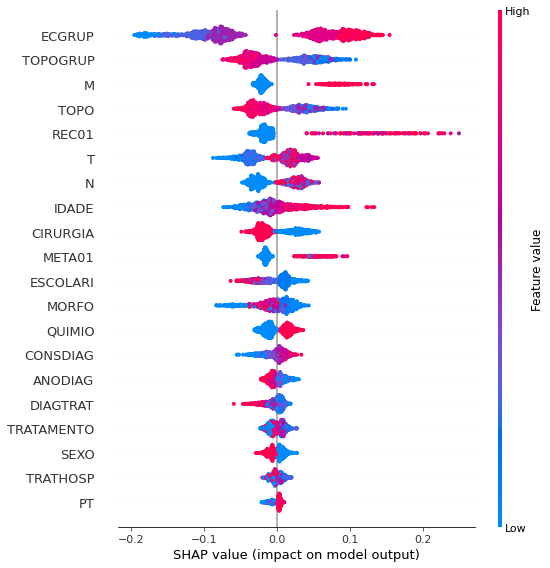 High
ECGRUP
TOPOGRUP
M
TOPO
REC01
T
N
IDADE
CIRURGIA
META01
ESCOLARI
MORFO
QUIMIO
CONSDIAG
ANODIAG
DIAGTRAT
TRATAMENTO
SEXO
TRATHOSP
PT
Feature value
Low
−0.2 −0.1 0.0 0.1 0.2
SHAP value (impact on model output)